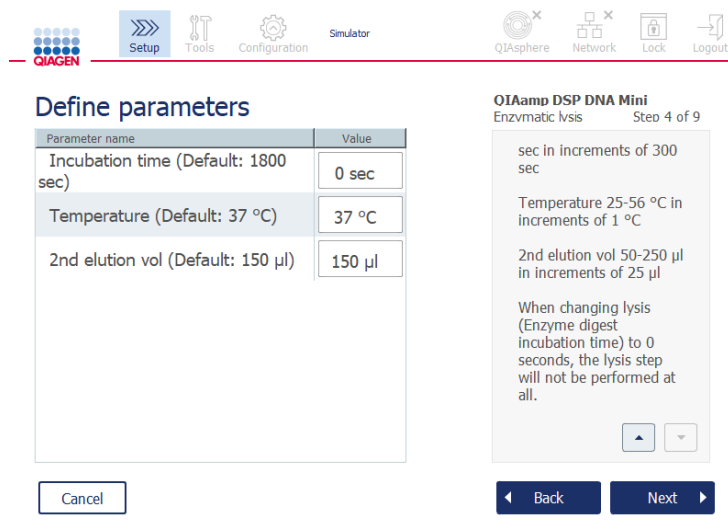 Setup
Tools
Configuration
Simulator
QIAsphere
Network
Lock
Logout
QIAGEN
Define parameters
Parameter name Value
Incubation time (Default: 1800
sec)
0 sec
Temperature (Default: 37 °C) 37 °C
2nd elution vol (Default: 150 µl) 150 µl
QIAamp DSP DNA Mini
Enzymatic lysis Step 4 of 9
sec in increments of 300
sec
Temperature 25-56 °C in
increments of 1 °C
2nd elution vol 50-250 µl
in increments of 25 µl
When changing lysis
(Enzyme digest
incubation time) to 0
seconds, the lysis step
will not be performed at
all.
Cancel
Back
Next